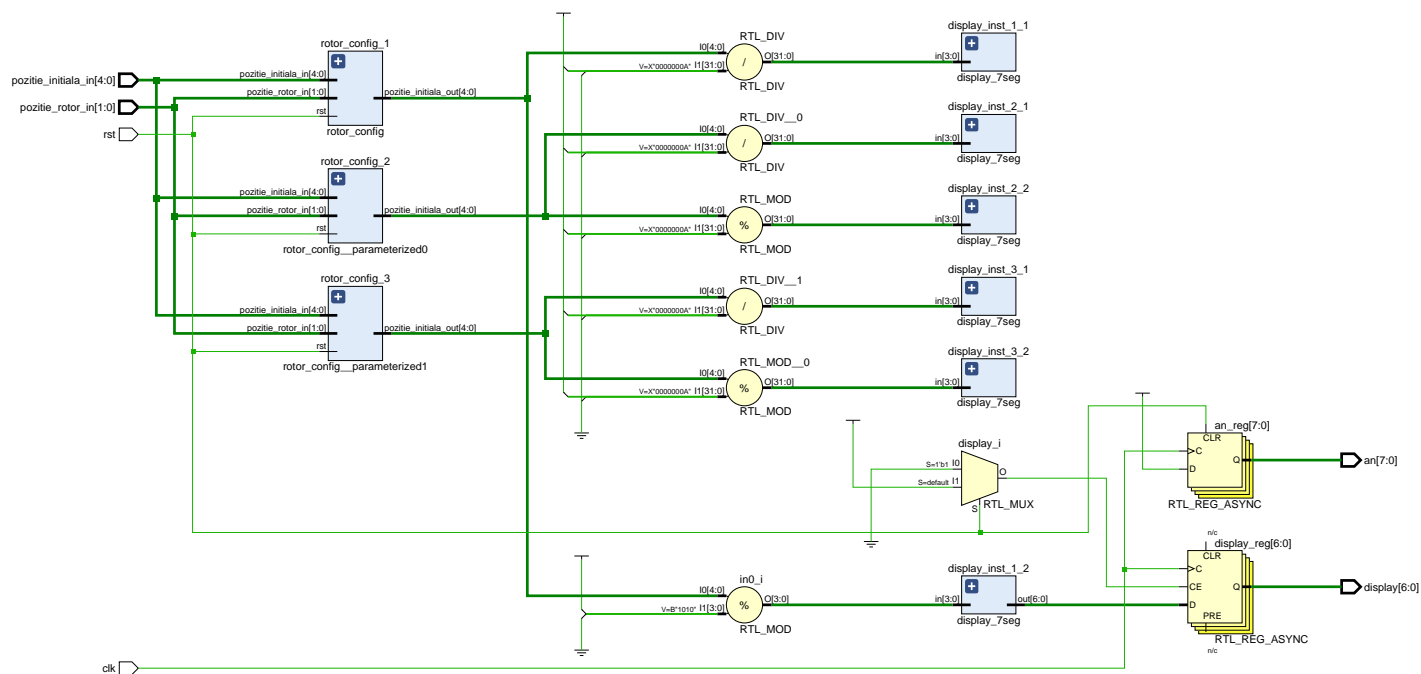 pozitie_initiala_in[4:0]
pozitie_rotor_in[1:0]
rst
clk
rotor_config_1
pozitie_initiala_in[4:0]
pozitie_rotor_in[1:0]
rst
pozitie_initiala_out[4:0]
rotor_config
rotor_config_2
pozitie_initiala_in[4:0]
pozitie_rotor_in[1:0]
rst
pozitie_initiala_out[4:0]
rotor_config__parameterized0
rotor_config_3
pozitie_initiala_in[4:0]
pozitie_rotor_in[1:0]
rst
pozitie_initiala_out[4:0]
rotor_config__parameterized1
RTL_DIV
I0[4:0]
V=X"0000000A" I1[31:0]
/
O[31:0]
RTL_DIV
display_inst_1_1
in[3:0]
display_7seg
RTL_DIV__0
I0[4:0]
V=X"0000000A" I1[31:0]
/
O[31:0]
RTL_DIV
display_inst_2_1
in[3:0]
display_7seg
RTL_MOD
I0[4:0]
V=X"0000000A" I1[31:0]
%
O[31:0]
RTL_MOD
display_inst_2_2
in[3:0]
display_7seg
RTL_DIV__1
I0[4:0]
V=X"0000000A" I1[31:0]
/
O[31:0]
RTL_DIV
display_inst_3_1
in[3:0]
display_7seg
RTL_MOD__0
I0[4:0]
V=X"0000000A" I1[31:0]
%
O[31:0]
RTL_MOD
display_inst_3_2
in[3:0]
display_7seg
display_i
S=1'b1 I0
S=default I1
O
S
RTL_MUX
an_reg[7:0]
CLR
C
D
Q
RTL_REG_ASYNC
an[7:0]
in0_i
I0[4:0]
V=B"1010" I1[3:0]
%
O[3:0]
RTL_MOD
display_inst_1_2
in[3:0]
out[6:0]
display_7seg
n/c
display_reg[6:0]
CLR
C
CE
D
PRE
Q
RTL_REG_ASYNC
n/c
display[6:0]